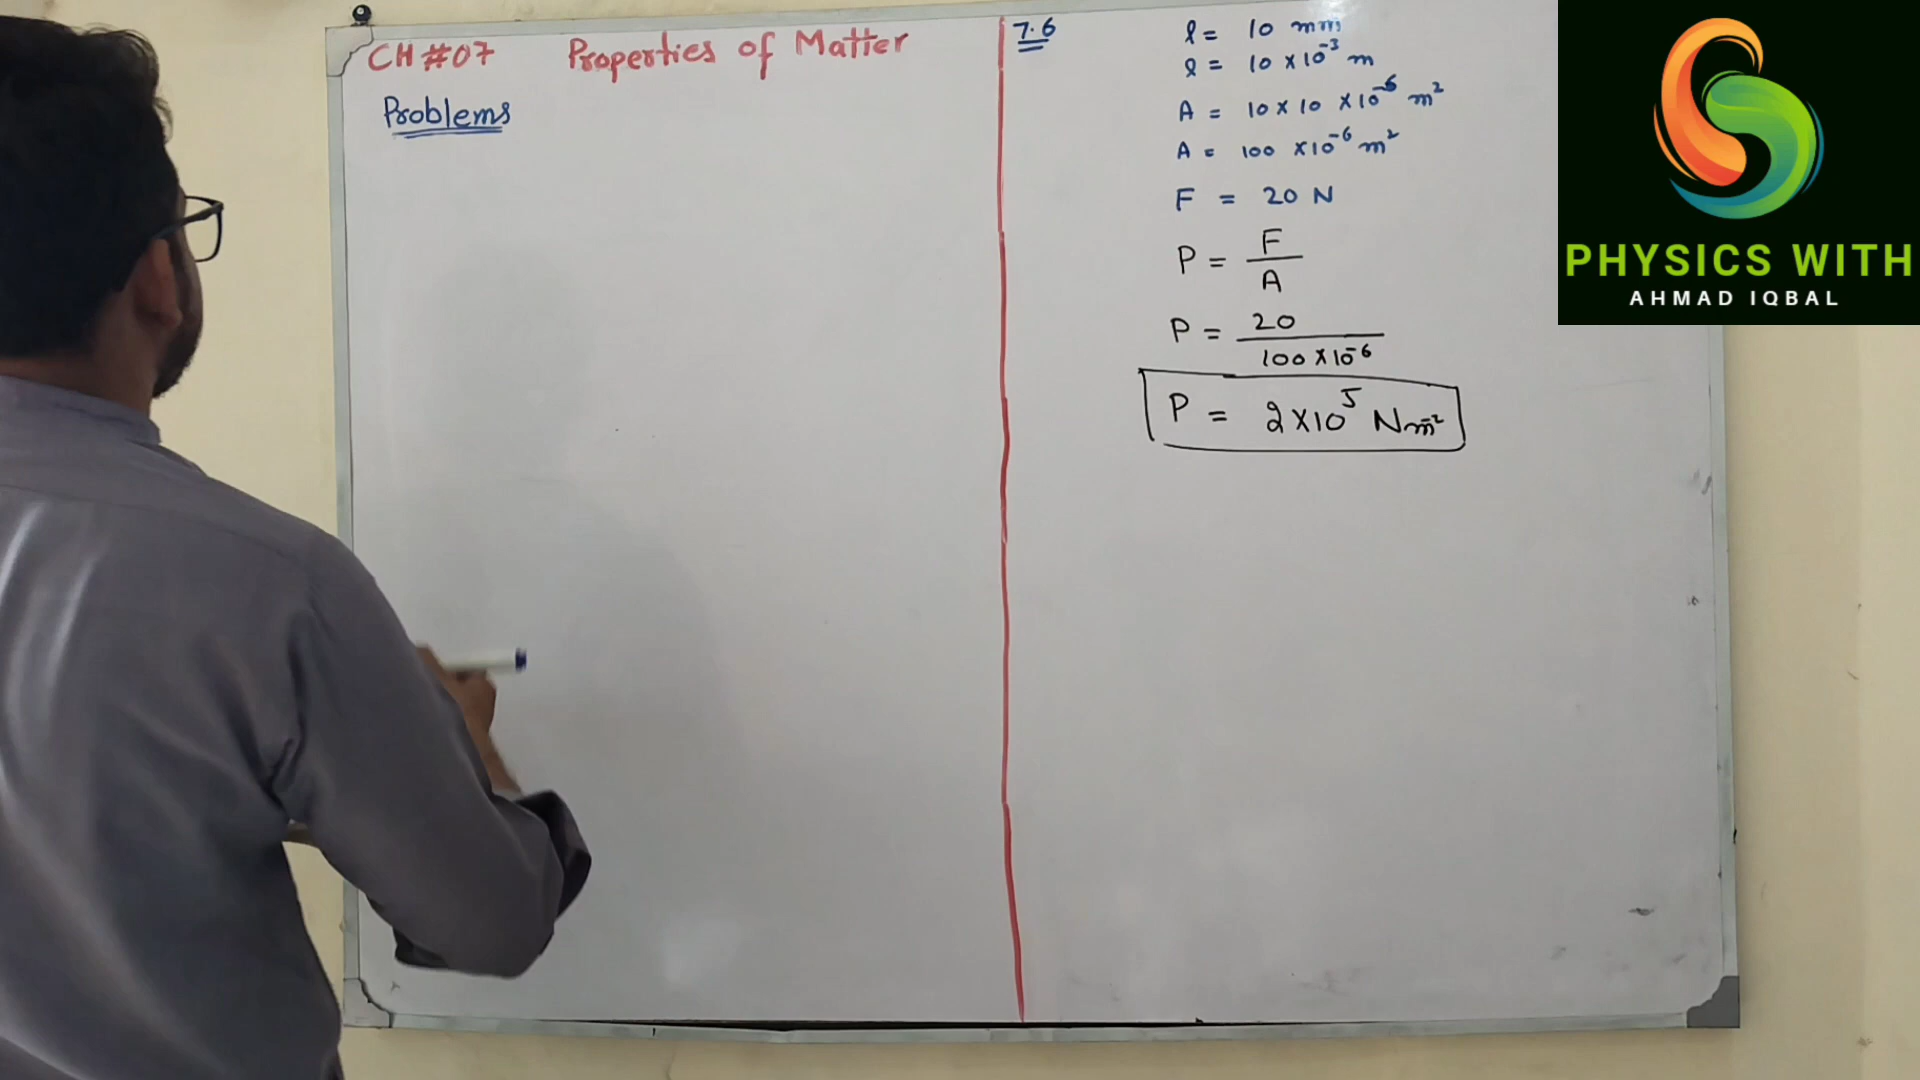 CH #07 Properties of Matter
Problems
7.6
l = 10 mm
l = 10 × 10⁻³ m
A = 10 × 10 × 10⁻⁶ m²
A = 100 × 10⁻⁶ m²
F = 20 N
P = F / A
P = 20 / 100 × 10⁻⁶
P = 2 × 10⁵ Nm⁻²
PHYSICS WITH
AHMAD IQBAL